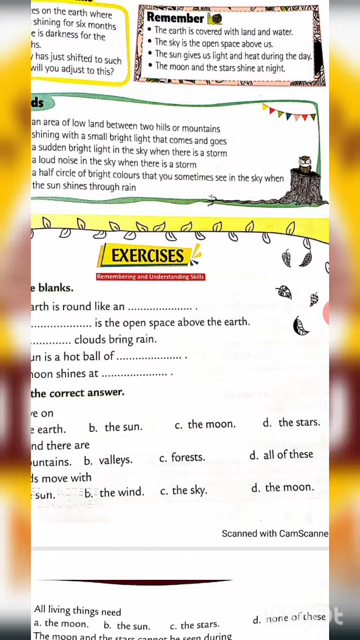 es on the earth where
shining for six months
e is darkness for the
hs.
y has just shifted to such
will you adjust to this?
Remember
• The earth is covered with land and water.
• The sky is the open space above us.
• The sun gives us light and heat during the day.
• The moon and the stars shine at night.
ds
an area of low land between two hills or mountains
shining with a small bright light that comes and goes
a sudden bright light in the sky when there is a storm
a loud noise in the sky when there is a storm
a half circle of bright colours that you sometimes see in the sky when
the sun shines through rain
EXERCISES
Remembering and Understanding Skills
e blanks.
arth is round like an .................... .
.................... is the open space above the earth.
............. clouds bring rain.
un is a hot ball of .................... .
noon shines at .................... .
the correct answer.
ve on
e earth. b. the sun. c. the moon. d. the stars.
nd there are
untains. b. valleys. c. forests. d. all of these
ds move with
sun. b. the wind. c. the sky. d. the moon.
Scanned with CamScanne
All living things need
a. the moon. b. the sun. c. the stars. d. none of these
The moon and the stars cannot be seen during